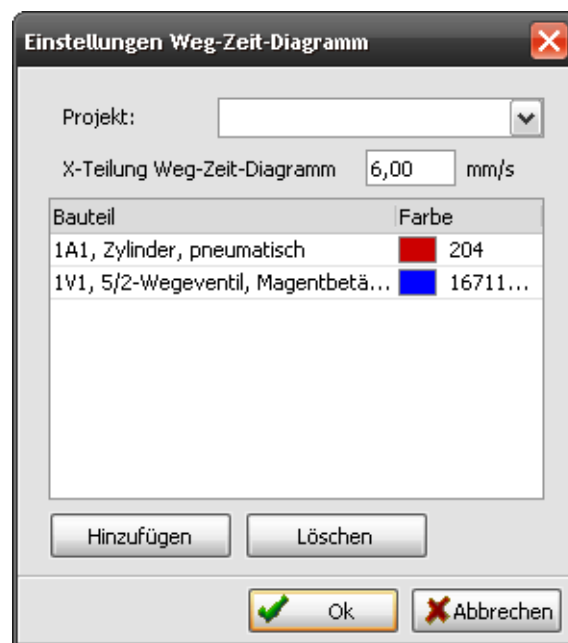 Einstellungen Weg-Zeit-Diagramm
Projekt:
X-Teilung Weg-Zeit-Diagramm 6,00 mm/s
Bauteil Farbe
1A1, Zylinder, pneumatisch 204
1V1, 5/2-Wegeventil, Magentbetä... 16711...
Hinzufügen Löschen
Ok Abbrechen